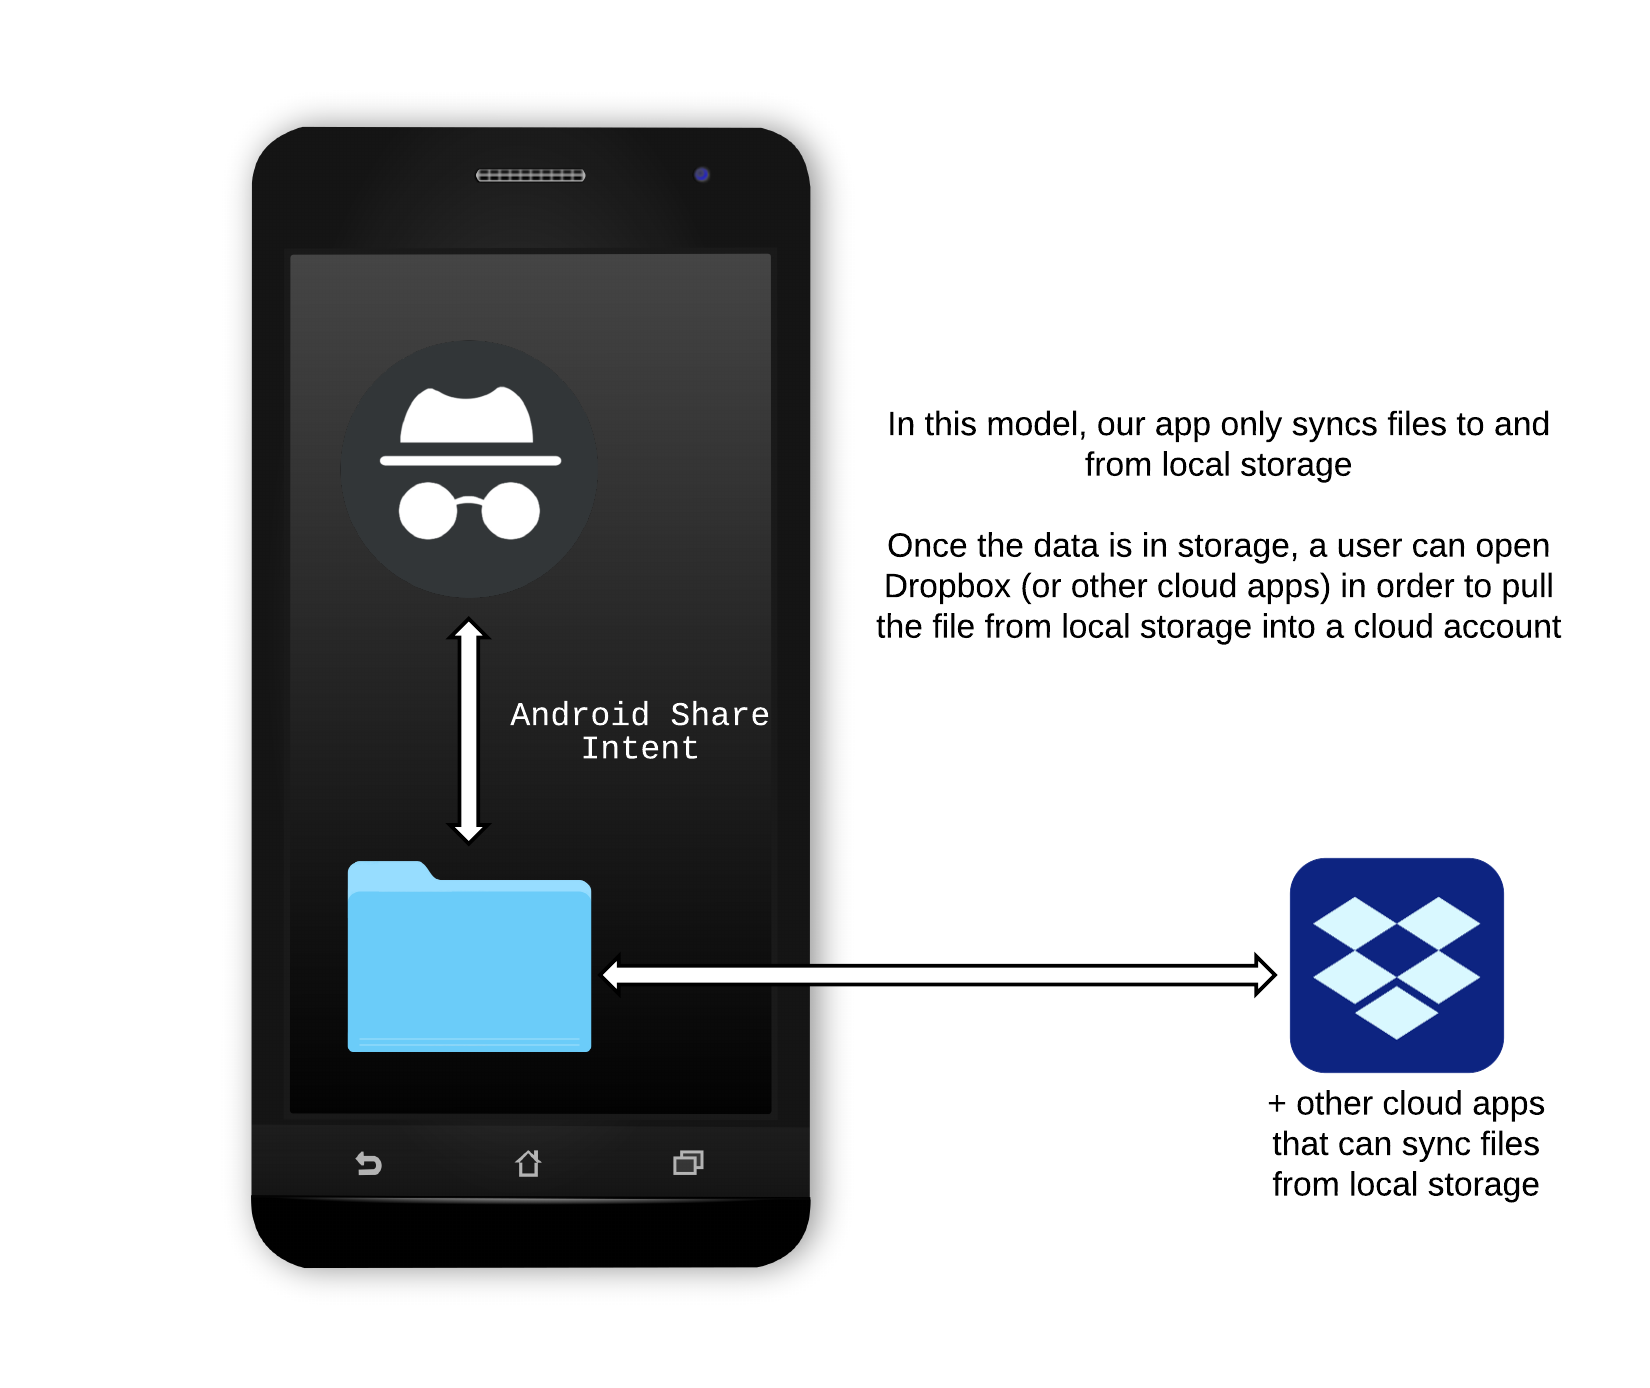 In this model, our app only syncs files to and
from local storage
Once the data is in storage, a user can open
Dropbox (or other cloud apps) in order to pull
the file from local storage into a cloud account
Android Share
Intent
+ other cloud apps
that can sync files
from local storage